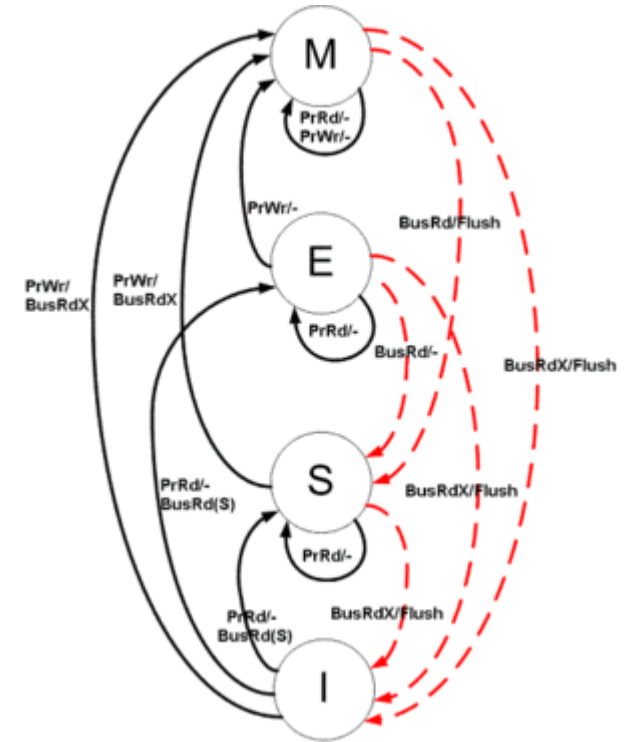 M
PrRd/-
PrWr/-
PrWr/-
BusRd/Flush
E
PrWr/
BusRdX
PrWr/
BusRdX
PrRd/-
BusRd/-
BusRdX/Flush
PrRd/-
BusRd(S)
S
BusRdX/Flush
PrRd/-
PrRd/-
BusRd(S)
BusRdX/Flush
I